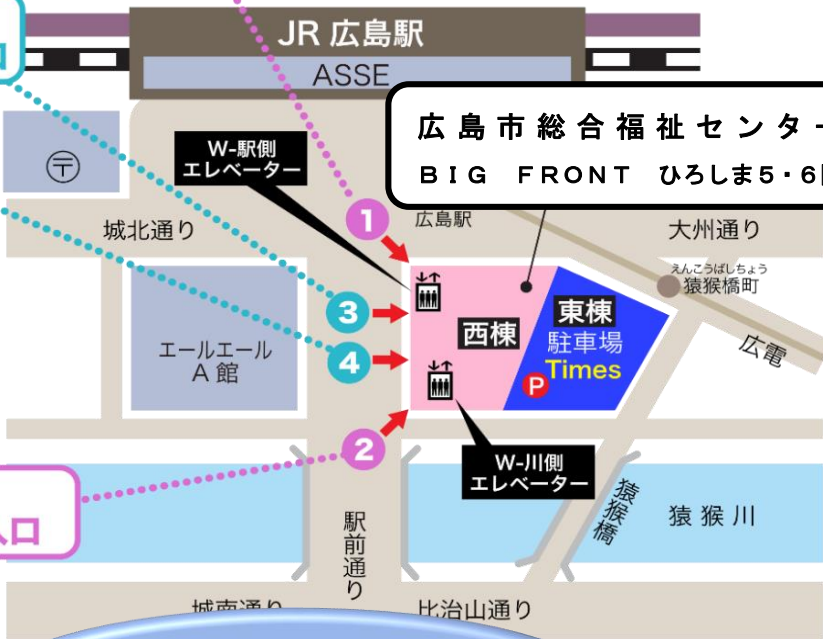 JR 広島駅
ASSE
広島市総合福祉センター
BIG FRONT ひろしま5・6
〒
W-駅側
エレベーター
1
広島駅
城北通り
大州通り
えんこうばしちょう
猿猴橋町
3
西棟
東棟
駐車場
Times
P
広電
エールエール
A 館
4
2
W-川側
エレベーター
入口
猿猴橋
猿猴川
駅前通り
城南通り
比治山通り